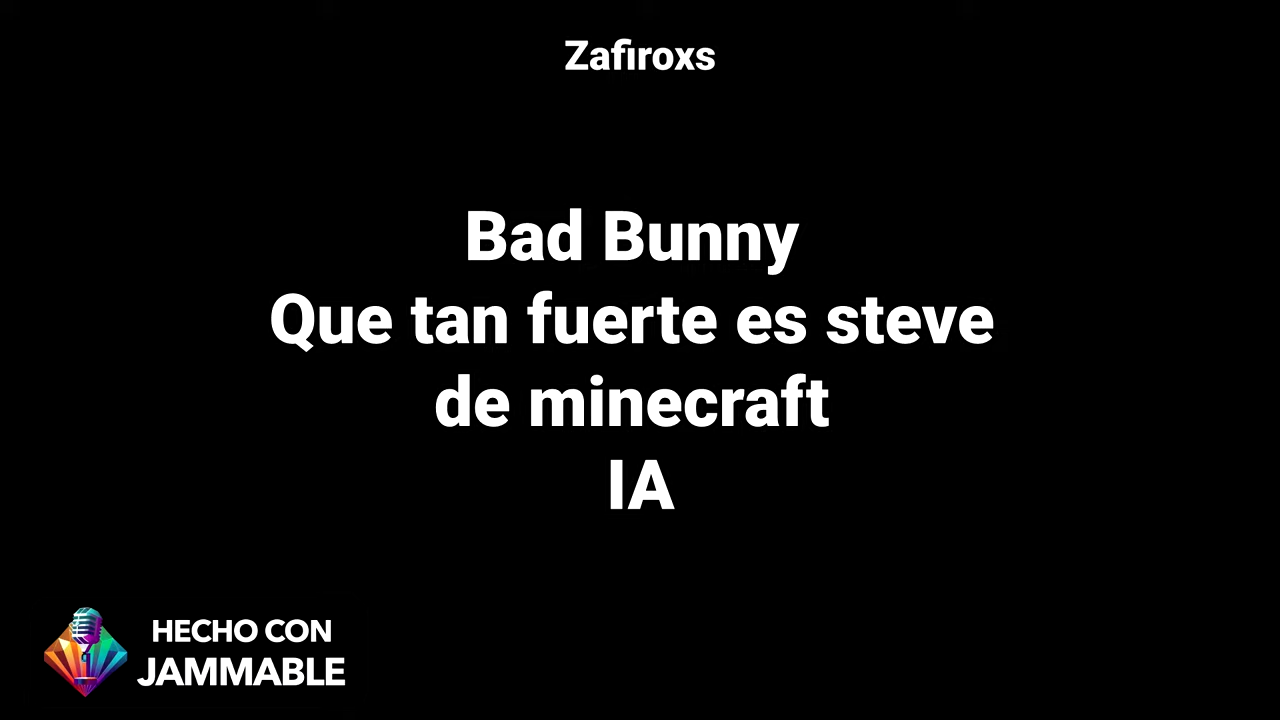 Zafiroxs
Bad Bunny
Que tan fuerte es steve
de minecraft
IA
HECHO CON
JAMMABLE